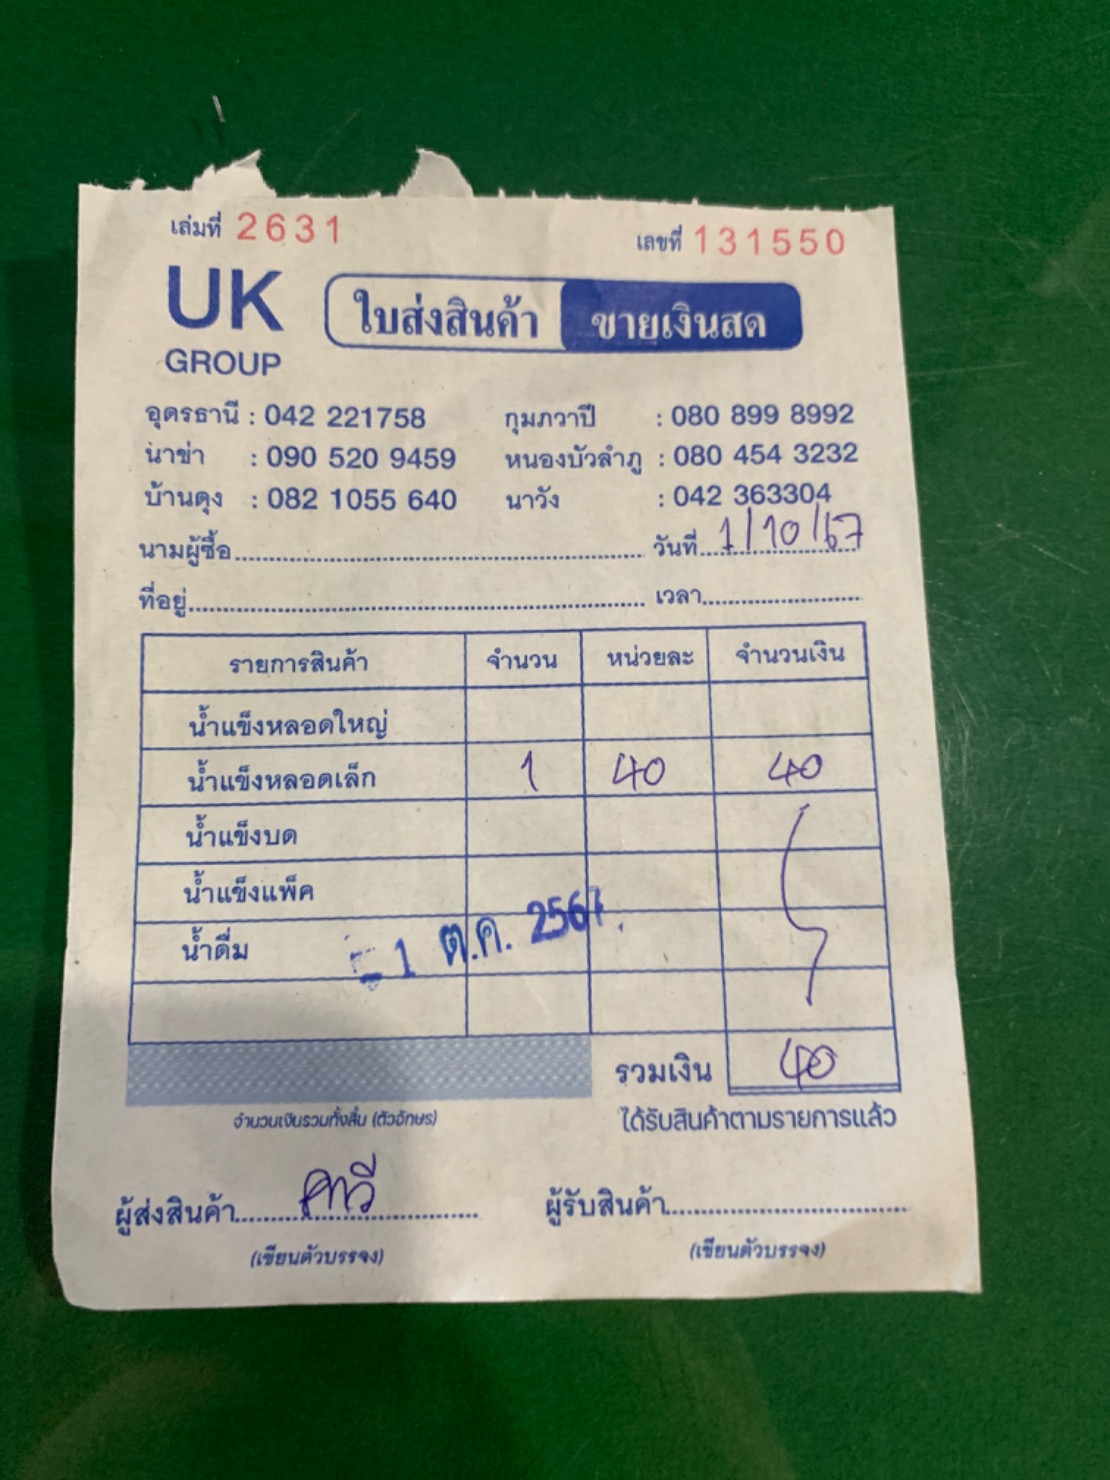 เล่มที่ 2631 เลขที่ 131550
UK
GROUP
ใบส่งสินค้า ขายเงินสด
อุดรธานี : 042 221758 กุมภวาปี : 080 899 8992
นาข่า : 090 520 9459 หนองบัวลำภู : 080 454 3232
บ้านดุง : 082 1055 640 นาวัง : 042 363304
นามผู้ซื้อ วันที่ 1/10/67
ที่อยู่ เวลา
รายการสินค้า จำนวน หน่วยละ จำนวนเงิน
น้ำแข็งหลอดใหญ่
น้ำแข็งหลอดเล็ก 1 40 40
น้ำแข็งบด
น้ำแข็งแพ็ค
น้ำดื่ม
-1 ต.ค. 2567
รวมเงิน 40
จำนวนเงินรวมทั้งสิ้น (ตัวอักษร) ได้รับสินค้าตามรายการแล้ว
ผู้ส่งสินค้า ผู้รับสินค้า
(เขียนตัวบรรจง) (เขียนตัวบรรจง)